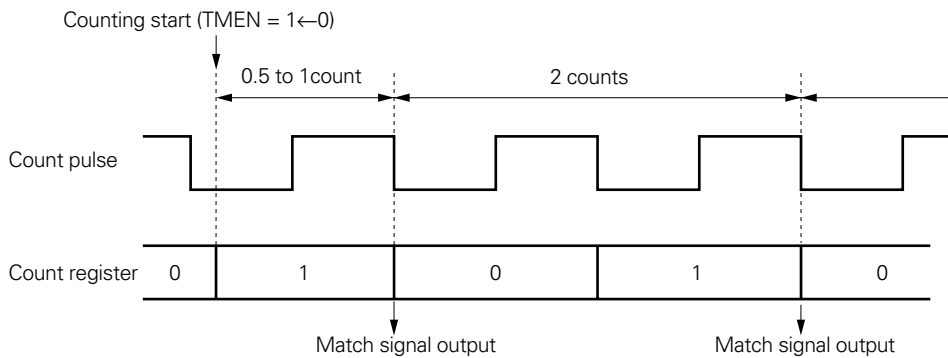 Counting start (TMEN = 1←0)
0.5 to 1count
2 counts
Count pulse
Count register
0
1
0
1
0
Match signal output
Match signal output